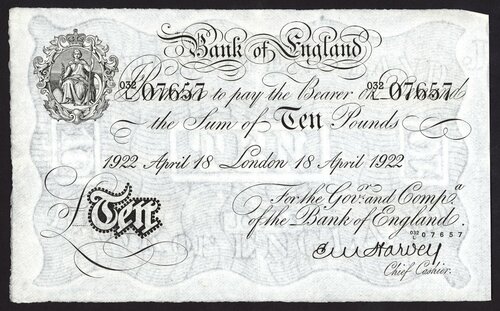 Bank of England
032/L 07657 032/L 07657
Promise to pay the Bearer on Demand
the Sum of Ten Pounds
1922 April 18 London 18 April 1922
For the Govr. and Compa.
of the Bank of England.
£Ten
032/L 07657
E M Harvey
Chief Cashier.